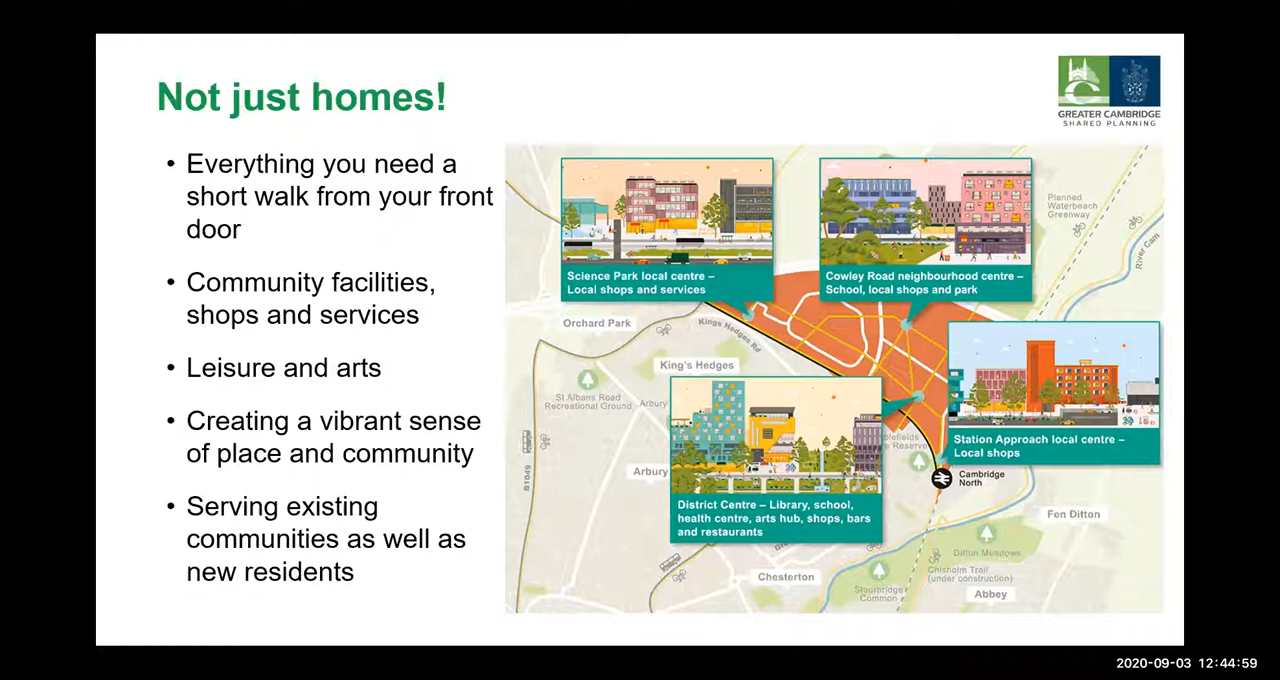 Not just homes!
GREATER CAMBRIDGE
SHARED PLANNING
• Everything you need a
short walk from your front
door
• Community facilities,
shops and services
• Leisure and arts
• Creating a vibrant sense
of place and community
• Serving existing
communities as well as
new residents
Science Park local centre –
Local shops and services
Cowley Road neighbourhood centre –
School, local shops and park
Planned
Waterbeach
Greenway
River Cam
Orchard Park
Kings Hedges Rd
King's Hedges
St Albans Road
Recreational Ground
Arbury
Station Approach local centre –
Local shops
Arbury
B1049
District Centre – Library, school,
health centre, arts hub, shops, bars
and restaurants
Cambridge
North
Fen Ditton
Ditton Meadows
Chisholm Trail
(under construction)
Chesterton
Stourbridge
Common
Abbey
2020-09-03 12:44:59